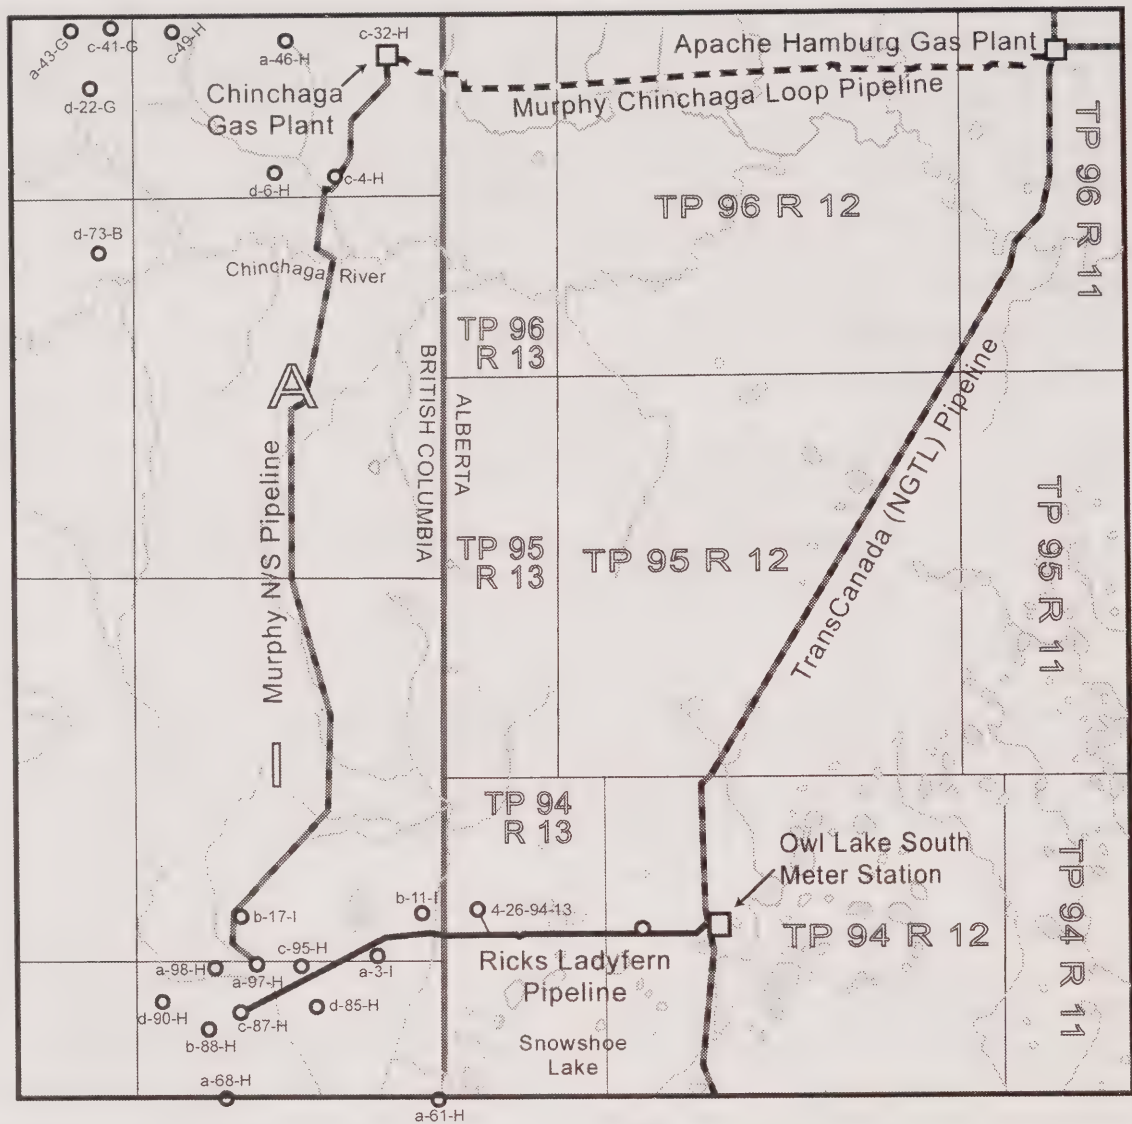 a-43-G
c-41-G
c-49-H
a-46-H
c-32-H
Apache Hamburg Gas Plant
d-22-G
Chinchaga
Gas Plant
Murphy Chinchaga Loop Pipeline
d-6-H
c-4-H
TP 96 R 12
TP 96 R 11
d-73-B
Chinchaga River
TP 96
R 13
A
BRITISH COLUMBIA
ALBERTA
Murphy N/S Pipeline
TransCanada (NGTL) Pipeline
TP 95
R 13
TP 95 R 12
TP 95 R 11
I
TP 94
R 13
Owl Lake South
Meter Station
b-17-I
b-11-I
4-26-94-13
TP 94 R 12
TP 94 R 11
a-98-H
a-97-H
c-95-H
a-3-I
Ricks Ladyfern
Pipeline
d-90-H
c-87-H
d-85-H
b-88-H
Snowshoe
Lake
a-68-H
a-61-H